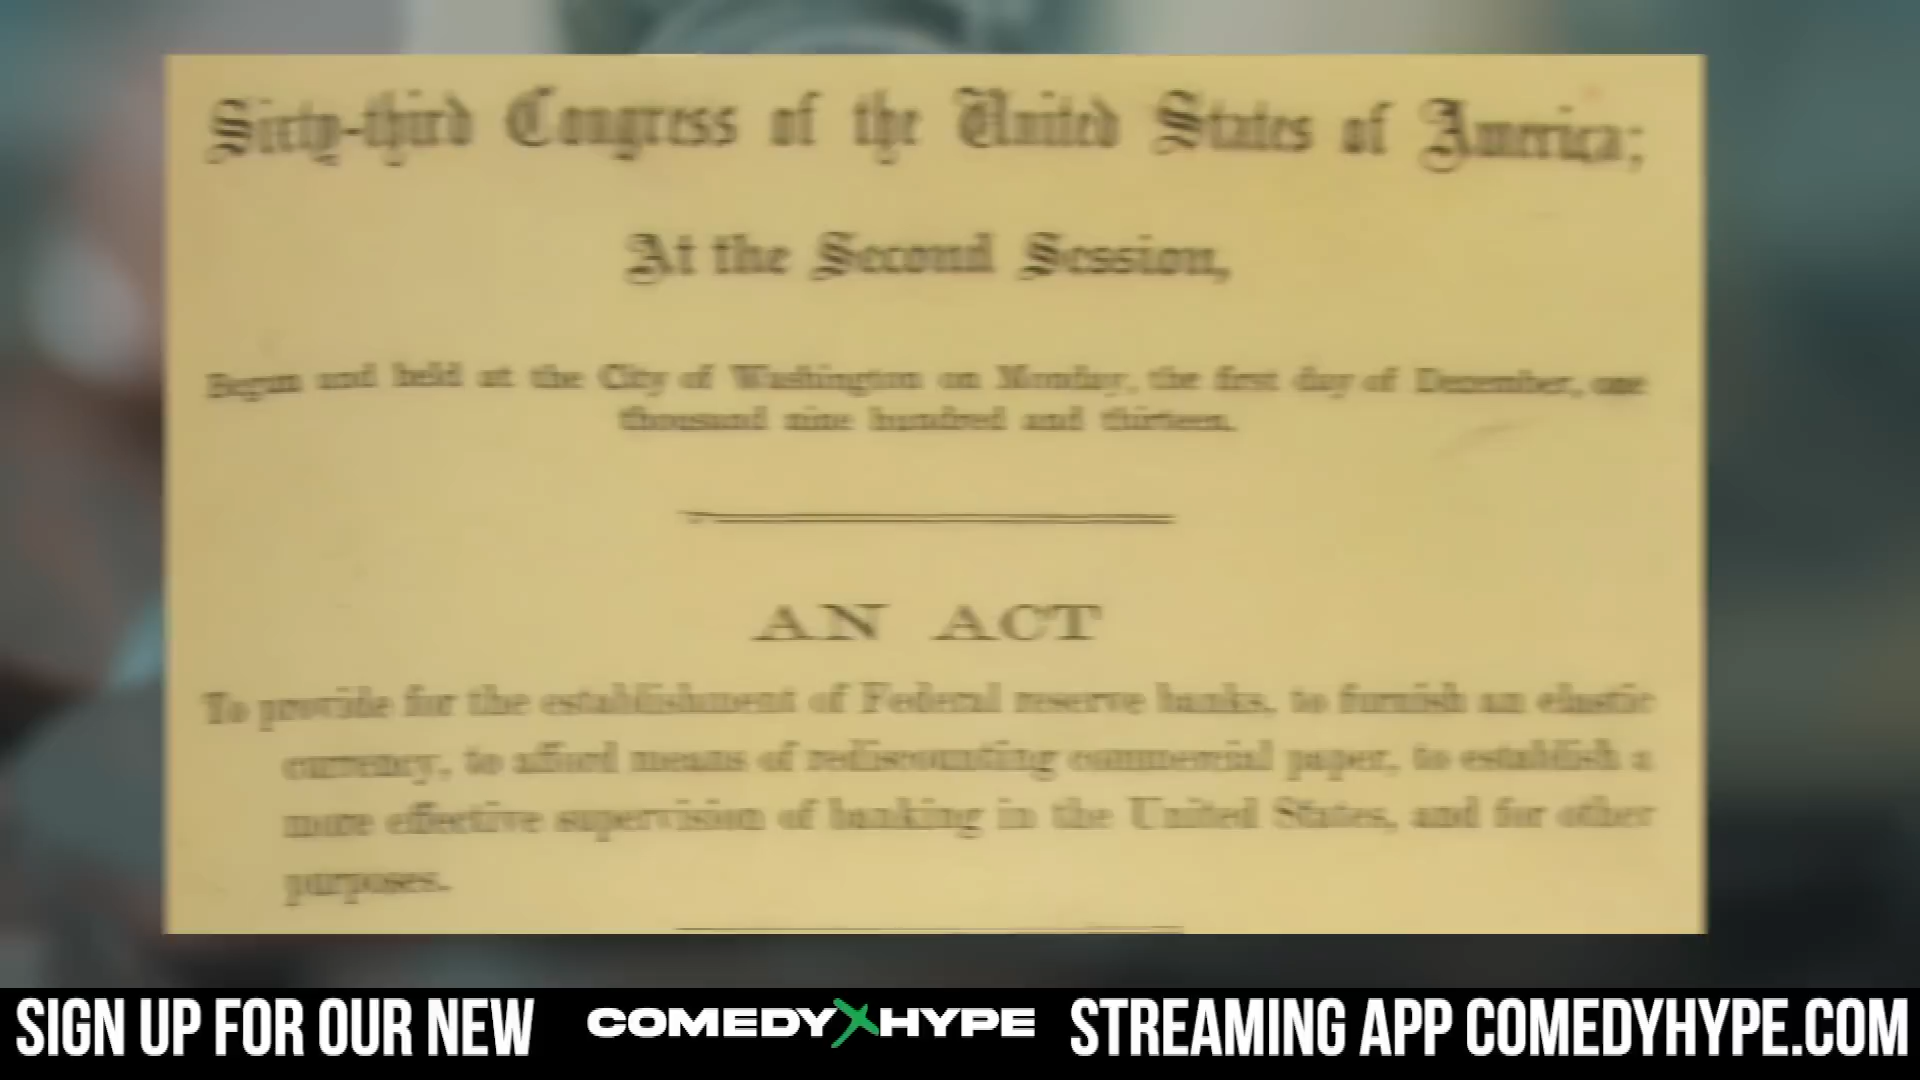 Sixty-third Congress of the United States of America;
At the Second Session,
Begun and held at the City of Washington on Monday, the first day of December, one
thousand nine hundred and thirteen.
AN ACT
To provide for the establishment of Federal reserve banks, to furnish an elastic
currency, to afford means of rediscounting commercial paper, to establish a
more effective supervision of banking in the United States, and for other
purposes.
SIGN UP FOR OUR NEW COMEDYXHYPE STREAMING APP COMEDYHYPE.COM